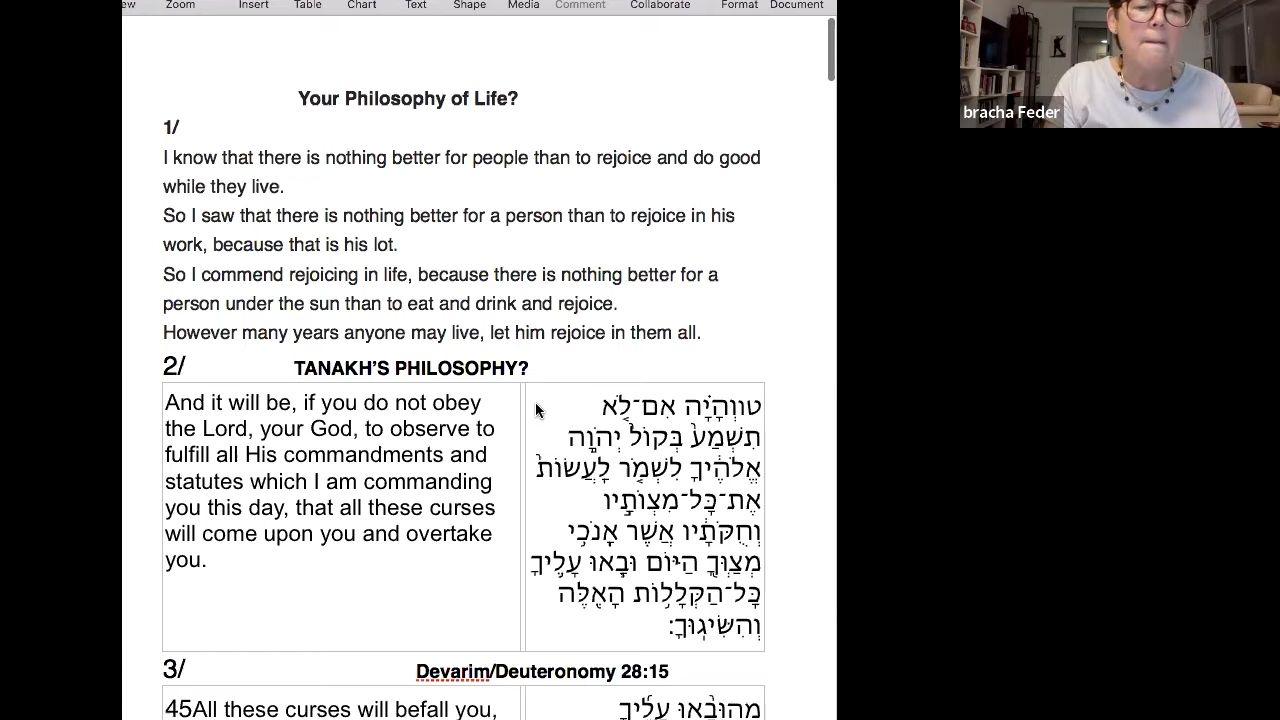 Zoom Insert Table Chart Text Shape Media Comment Collaborate Format Document
Your Philosophy of Life?
1/
I know that there is nothing better for people than to rejoice and do good
while they live.
So I saw that there is nothing better for a person than to rejoice in his
work, because that is his lot.
So I commend rejoicing in life, because there is nothing better for a
person under the sun than to eat and drink and rejoice.
However many years anyone may live, let him rejoice in them all.
2/ TANAKH'S PHILOSOPHY?
And it will be, if you do not obey
the Lord, your God, to observe to
fulfill all His commandments and
statutes which I am commanding
you this day, that all these curses
will come upon you and overtake
you.
טווְהָיָ֗ה אִם־לֹ֤א
תִשְׁמַע֙ בְּקוֹל֙ יְהֹוָ֣ה
אֱלֹהֶ֔יךָ לִשְׁמֹ֤ר לַֽעֲשׂוֹת֙
אֶת־כׇּל־מִצְוֺתָ֣יו
וְחֻקֹּתָ֔יו אֲשֶׁ֛ר אָֽנֹכִ֥י
מְצַוְּךָ֖ הַיּ֑וֹם וּבָ֧אוּ עָלֶ֛יךָ
כׇּל־הַקְּלָל֥וֹת הָאֵ֖לֶּה
וְהִשִּׂיגֽוּךָ:
3/ Devarim/Deuteronomy 28:15
45All these curses will befall you,
מהוּבָ֨אוּ עָלֶ֜יךָ
bracha Feder